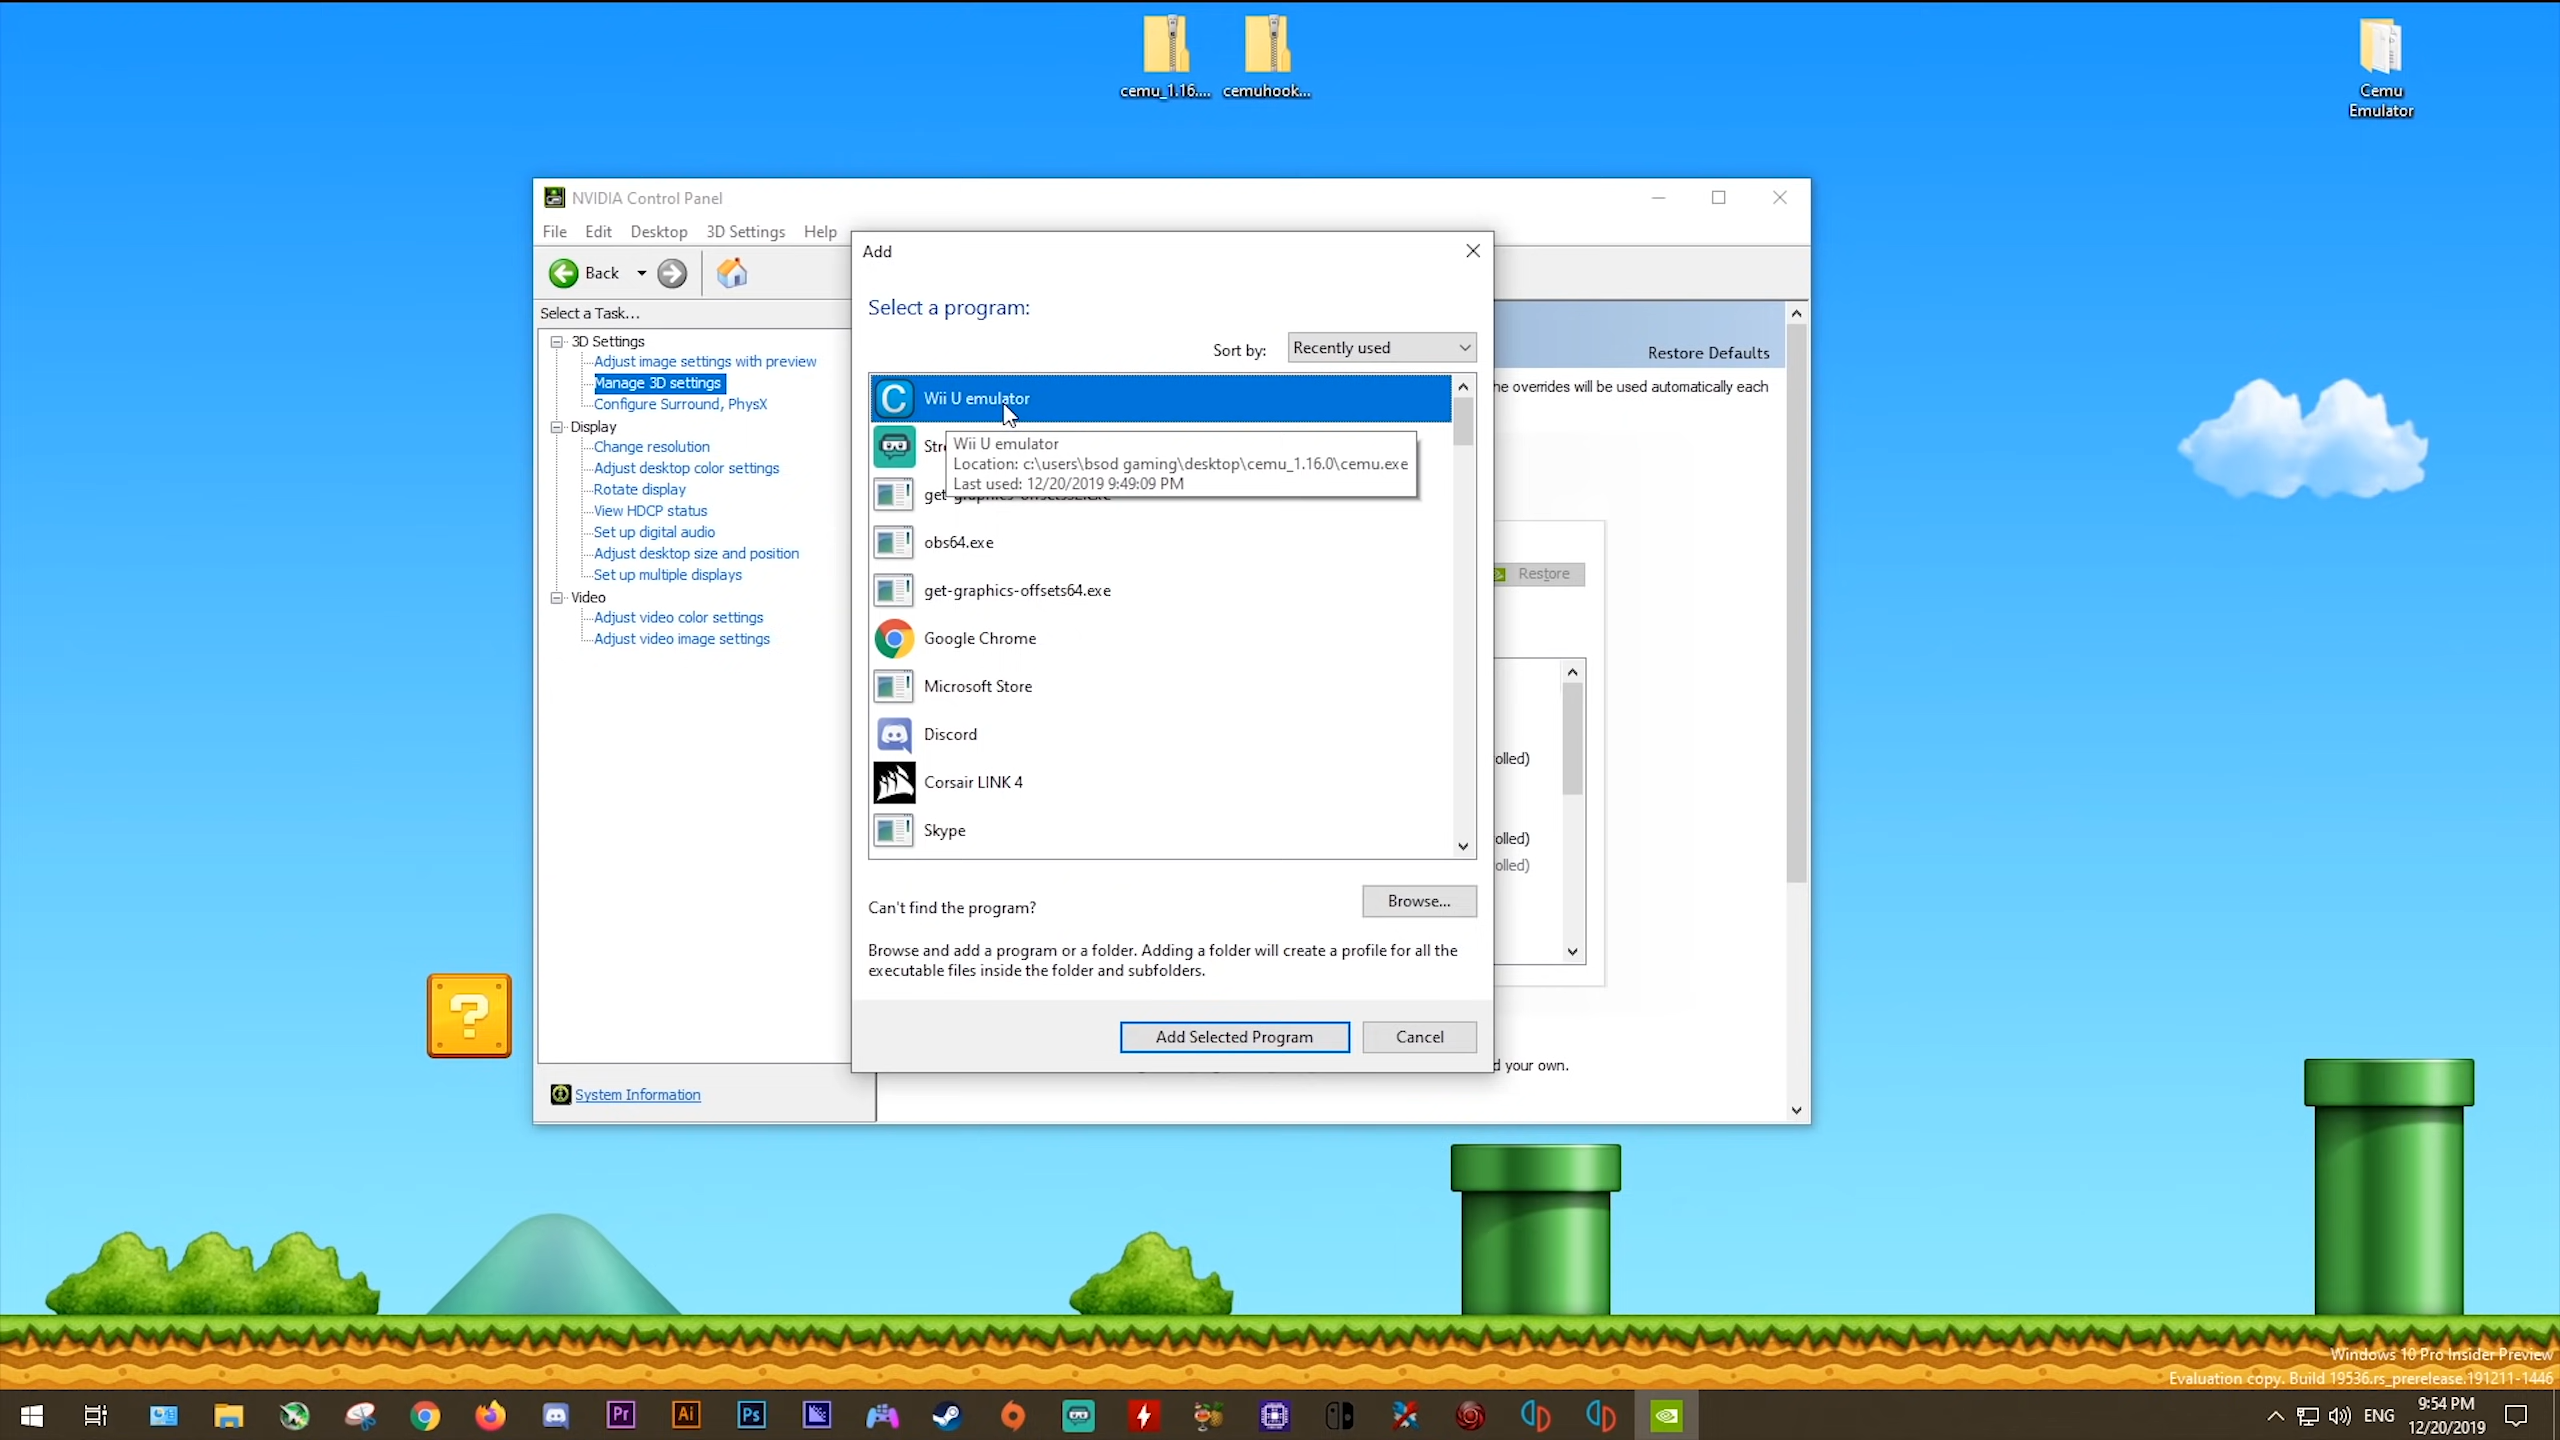 cemu_1.16....
cemuhook...
Cemu
Emulator
NVIDIA Control Panel
File Edit Desktop 3D Settings Help
Back
Select a Task...
3D Settings
Adjust image settings with preview
Manage 3D settings
Configure Surround, PhysX
Display
Change resolution
Adjust desktop color settings
Rotate display
View HDCP status
Set up digital audio
Adjust desktop size and position
Set up multiple displays
Video
Adjust video color settings
Adjust video image settings
System Information
Add
Select a program:
Sort by: Recently used
Wii U emulator
Wii U emulator
Location: c:\users\bsod gaming\desktop\cemu_1.16.0\cemu.exe
Last used: 12/20/2019 9:49:09 PM
obs64.exe
get-graphics-offsets64.exe
Google Chrome
Microsoft Store
Discord
Corsair LINK 4
Skype
Can't find the program?
Browse...
Browse and add a program or a folder. Adding a folder will create a profile for all the
executable files inside the folder and subfolders.
Add Selected Program
Cancel
Restore Defaults
he overrides will be used automatically each
Restore
olled)
olled)
olled)
d your own.
Windows 10 Pro Insider Preview
Evaluation copy. Build 19536.rs_prerelease.191211-1446
Pr
Ai
Ps
ENG
9:54 PM
12/20/2019